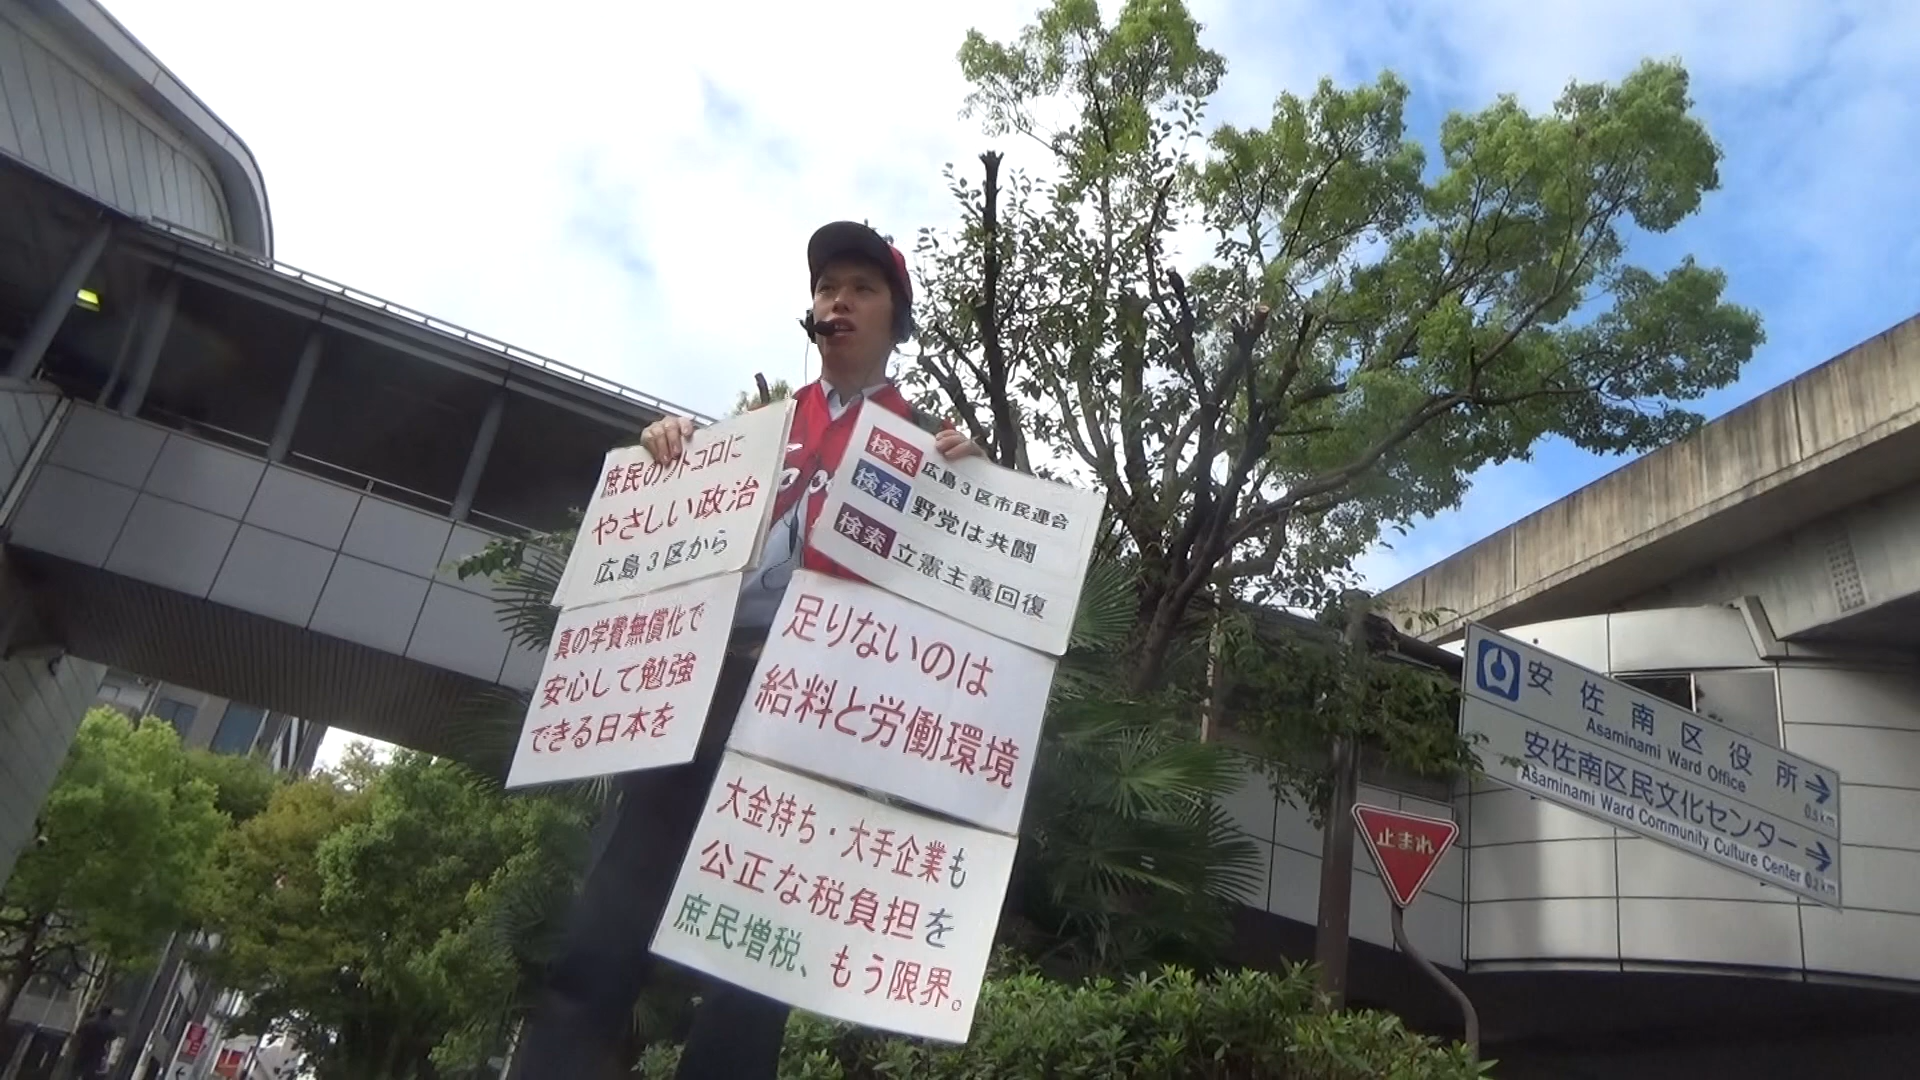 庶民のフトコロに
やさしい政治
広島3区から
真の学費無償化で
安心して勉強
できる日本を
検索 広島3区市民連合
検索 野党は共闘
検索 立憲主義回復
足りないのは
給料と労働環境
大金持ち・大手企業も
公正な税負担を
庶民増税、もう限界。
安佐南区役所
Asaminami Ward Office
0.5km
安佐南区民文化センター
Asaminami Ward Community Culture Center
0.2km
止まれ